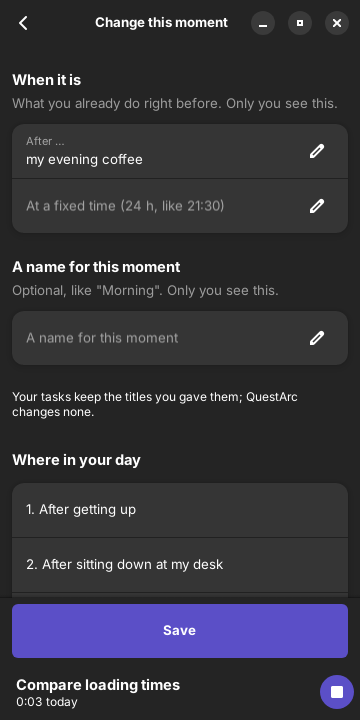 Change this moment
When it is
What you already do right before. Only you see this.
After …
my evening coffee
At a fixed time (24 h, like 21:30)
A name for this moment
Optional, like "Morning". Only you see this.
A name for this moment
Your tasks keep the titles you gave them; QuestArc
changes none.
Where in your day
1. After getting up
2. After sitting down at my desk
Save
Compare loading times
0:03 today